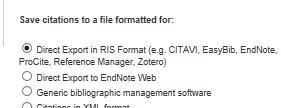 Save citations to a file formatted for:
Direct Export in RIS Format (e.g. CITAVI, EasyBib, EndNote,
ProCite, Reference Manager, Zotero)
Direct Export to EndNote Web
Generic bibliographic management software
Citations in XML format